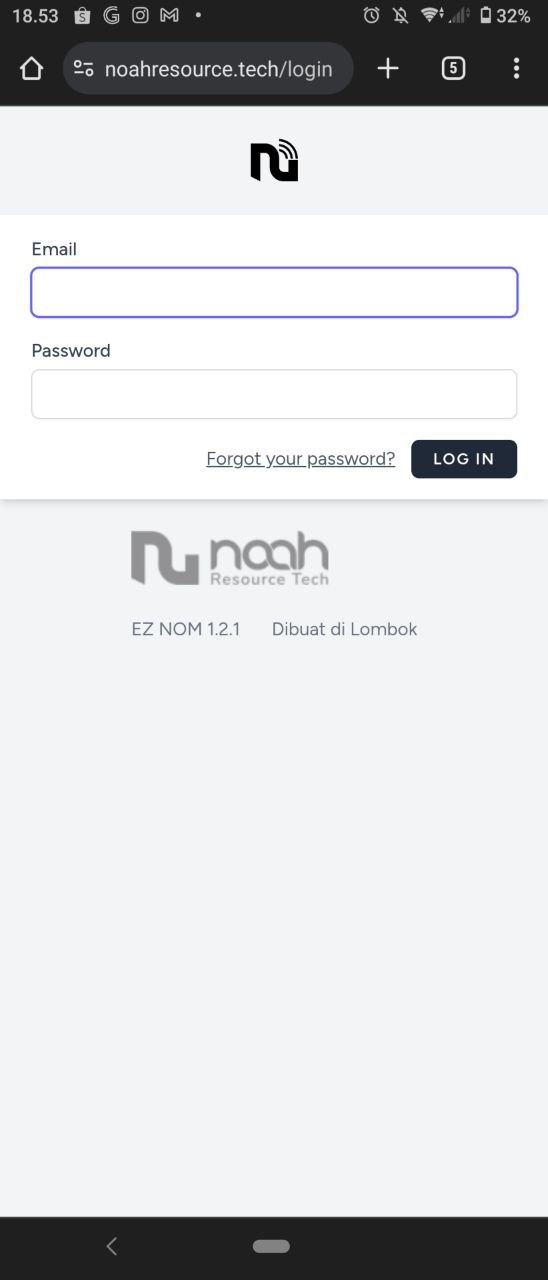 18.53 32%
noahresource.tech/login 5
Email
Password
Forgot your password? LOG IN
noah
Resource Tech
EZ NOM 1.2.1 Dibuat di Lombok